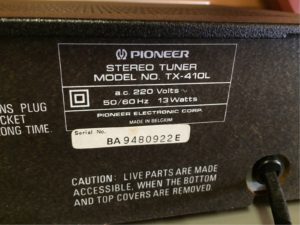 PIONEER
STEREO TUNER
MODEL NO. TX-410L
a.c. 220 Volts ~
50/60 Hz 13 Watts
PIONEER ELECTRONIC CORP.
MADE IN BELGIUM
NS PLUG
CKET
ONG TIME.
Serial No.
BA 9480922 E
CAUTION: LIVE PARTS ARE MADE
ACCESSIBLE, WHEN THE BOTTOM
AND TOP COVERS ARE REMOVED.